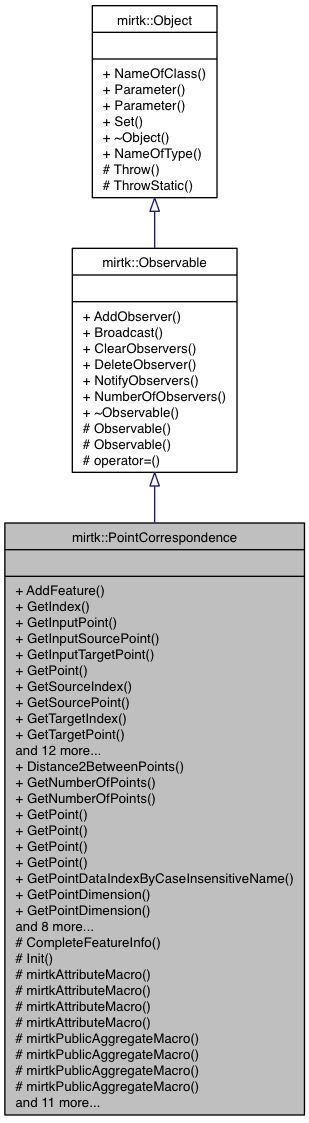 mirtk::Object
+ NameOfClass()
+ Parameter()
+ Parameter()
+ Set()
+ ~Object()
+ NameOfType()
# Throw()
# ThrowStatic()
mirtk::Observable
+ AddObserver()
+ Broadcast()
+ ClearObservers()
+ DeleteObserver()
+ NotifyObservers()
+ NumberOfObservers()
+ ~Observable()
# Observable()
# Observable()
# operator=()
mirtk::PointCorrespondence
+ AddFeature()
+ GetIndex()
+ GetInputPoint()
+ GetInputSourcePoint()
+ GetInputTargetPoint()
+ GetPoint()
+ GetSourceIndex()
+ GetSourcePoint()
+ GetTargetIndex()
+ GetTargetPoint()
and 12 more...
+ Distance2BetweenPoints()
+ GetNumberOfPoints()
+ GetNumberOfPoints()
+ GetPoint()
+ GetPoint()
+ GetPoint()
+ GetPoint()
+ GetPointDataIndexByCaseInsensitiveName()
+ GetPointDimension()
+ GetPointDimension()
and 8 more...
# CompleteFeatureInfo()
# Init()
# mirtkAttributeMacro()
# mirtkAttributeMacro()
# mirtkAttributeMacro()
# mirtkAttributeMacro()
# mirtkPublicAggregateMacro()
# mirtkPublicAggregateMacro()
# mirtkPublicAggregateMacro()
# mirtkPublicAggregateMacro()
and 11 more...